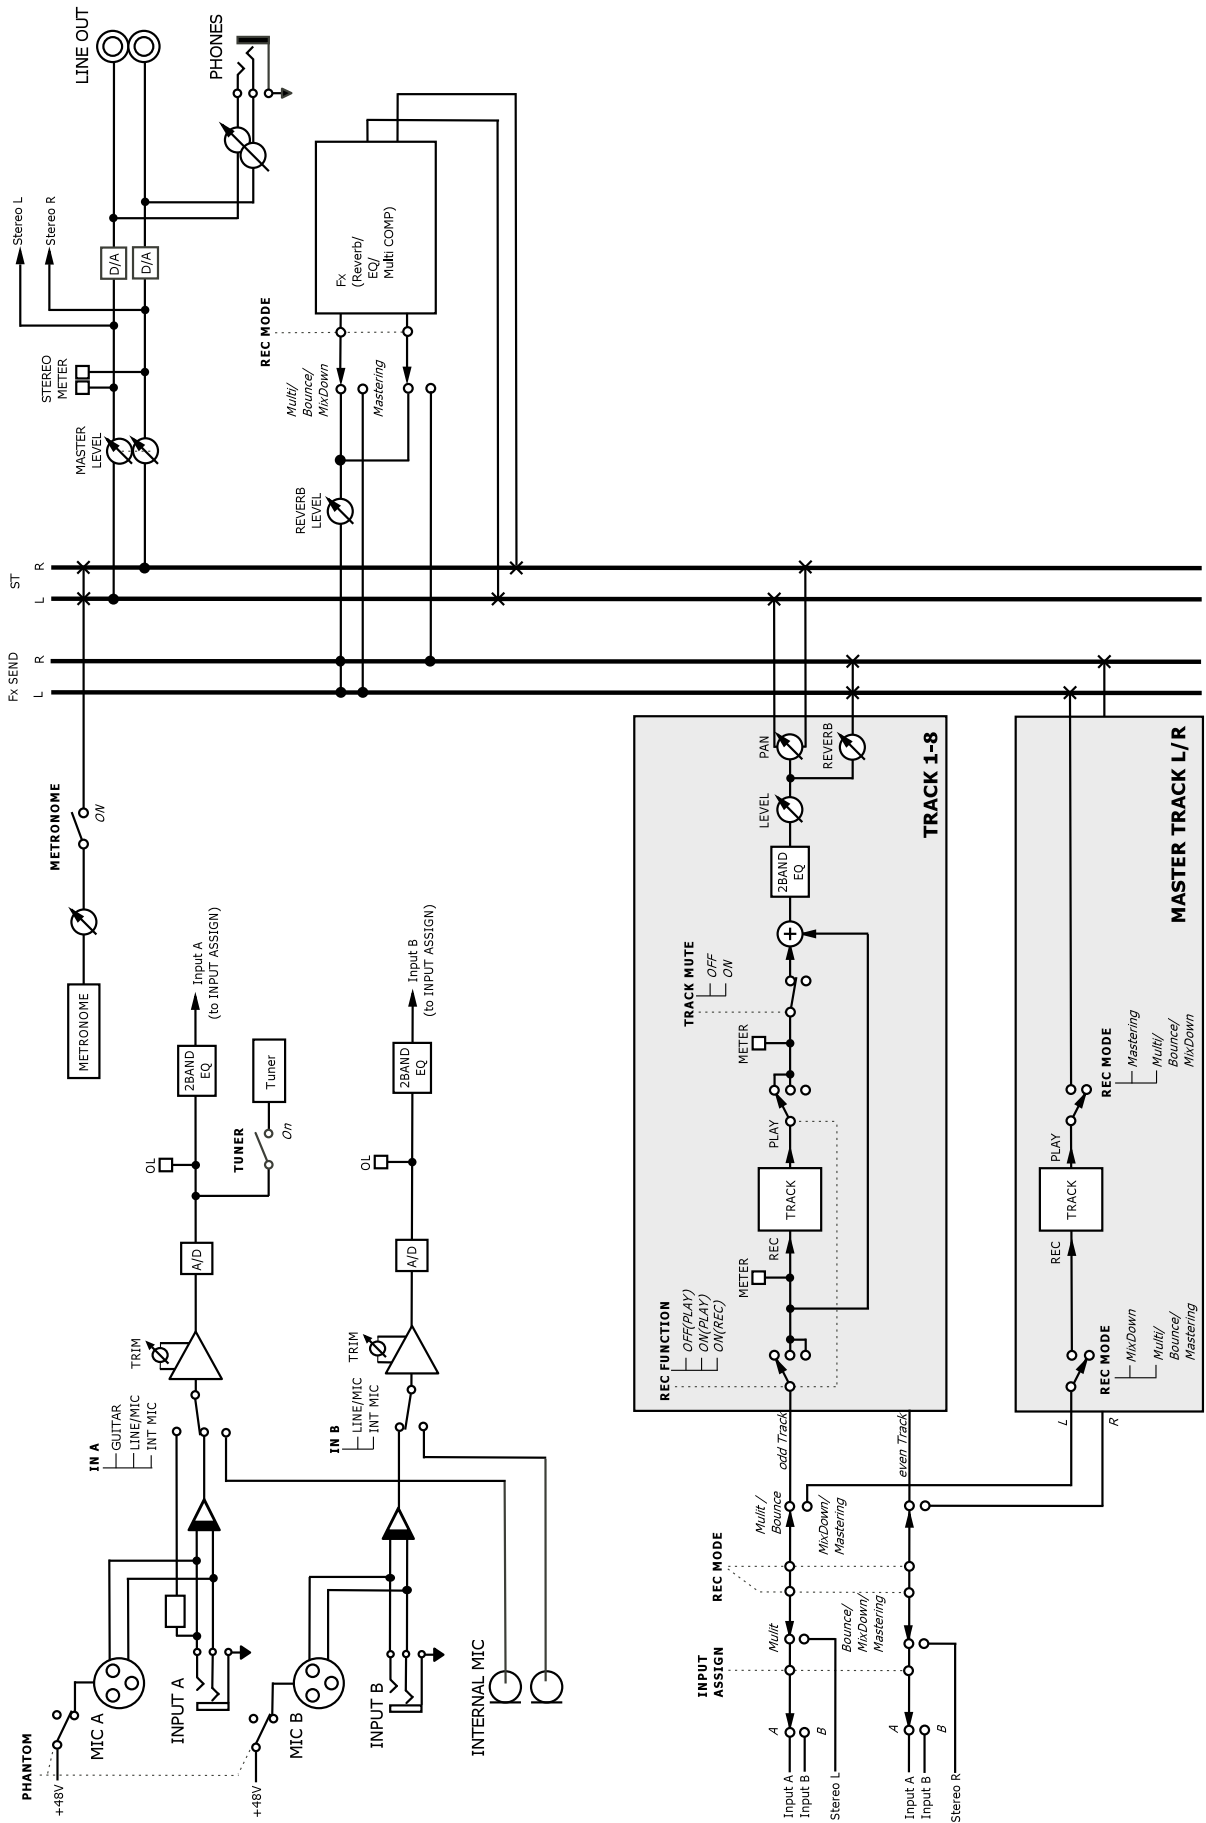 PHANTOM
+48V
MIC A
INPUT A
+48V
MIC B
INPUT B
INTERNAL MIC
IN A
GUITAR
LINE/MIC
INT MIC
TRIM
A/D
OL
2BAND
EQ
Input A
(to INPUT ASSIGN)
TUNER
On
Tuner
IN B
LINE/MIC
INT MIC
TRIM
A/D
OL
2BAND
EQ
Input B
(to INPUT ASSIGN)
METRONOME
METRONOME
ON
Fx SEND
L
R
ST
L
R
MASTER
LEVEL
STEREO
METER
Stereo L
Stereo R
D/A
D/A
LINE OUT
PHONES
REVERB
LEVEL
Multi/
Bounce/
MixDown
Mastering
REC MODE
Fx
(Reverb/
EQ/
Multi COMP)
Input A
Input B
Stereo L
Input A
Input B
Stereo R
INPUT
ASSIGN
A
B
A
B
Mulit
Bounce/
MixDown/
Mastering
REC MODE
Mulit /
Bounce
MixDown/
Mastering
odd Track
even Track
L
R
REC FUNCTION
OFF(PLAY)
ON(PLAY)
ON(REC)
METER
REC
TRACK
PLAY
METER
TRACK MUTE
OFF
ON
2BAND
EQ
LEVEL
PAN
REVERB
TRACK 1-8
REC MODE
MixDown
Multi/
Bounce/
Mastering
REC
TRACK
PLAY
REC MODE
Mastering
Multi/
Bounce/
MixDown
MASTER TRACK L/R